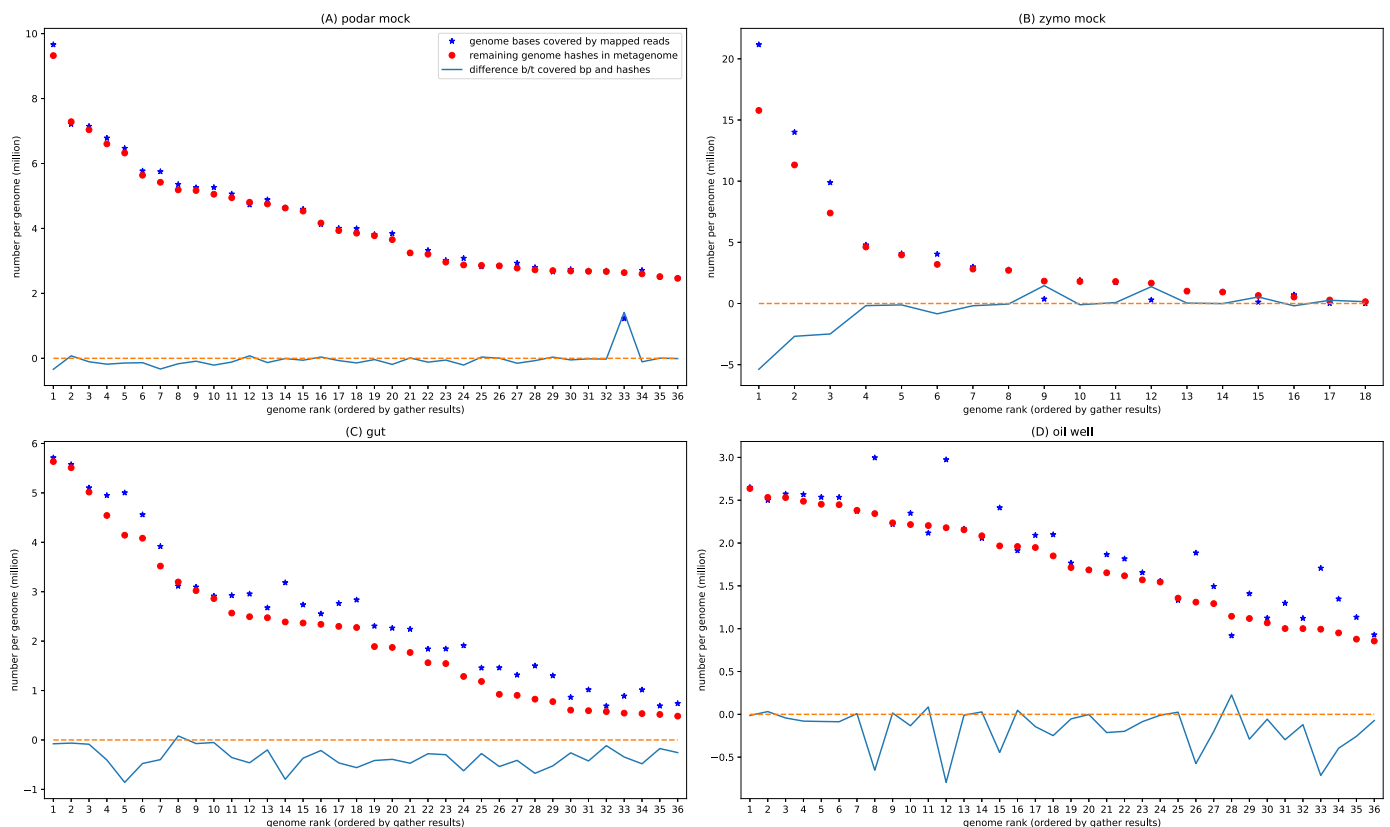 (A) podar mock
number per genome (million)
10
8
6
4
2
0
genome bases covered by mapped reads
remaining genome hashes in metagenome
difference b/t covered bp and hashes
1 2 3 4 5 6 7 8 9 10 11 12 13 14 15 16 17 18 19 20 21 22 23 24 25 26 27 28 29 30 31 32 33 34 35 36
genome rank (ordered by gather results)
(B) zymo mock
number per genome (million)
20
15
10
5
0
−5
1 2 3 4 5 6 7 8 9 10 11 12 13 14 15 16 17 18
genome rank (ordered by gather results)
(C) gut
number per genome (million)
6
5
4
3
2
1
0
−1
1 2 3 4 5 6 7 8 9 10 11 12 13 14 15 16 17 18 19 20 21 22 23 24 25 26 27 28 29 30 31 32 33 34 35 36
genome rank (ordered by gather results)
(D) oil well
number per genome (million)
3.0
2.5
2.0
1.5
1.0
0.5
0.0
−0.5
1 2 3 4 5 6 7 8 9 10 11 12 13 14 15 16 17 18 19 20 21 22 23 24 25 26 27 28 29 30 31 32 33 34 35 36
genome rank (ordered by gather results)